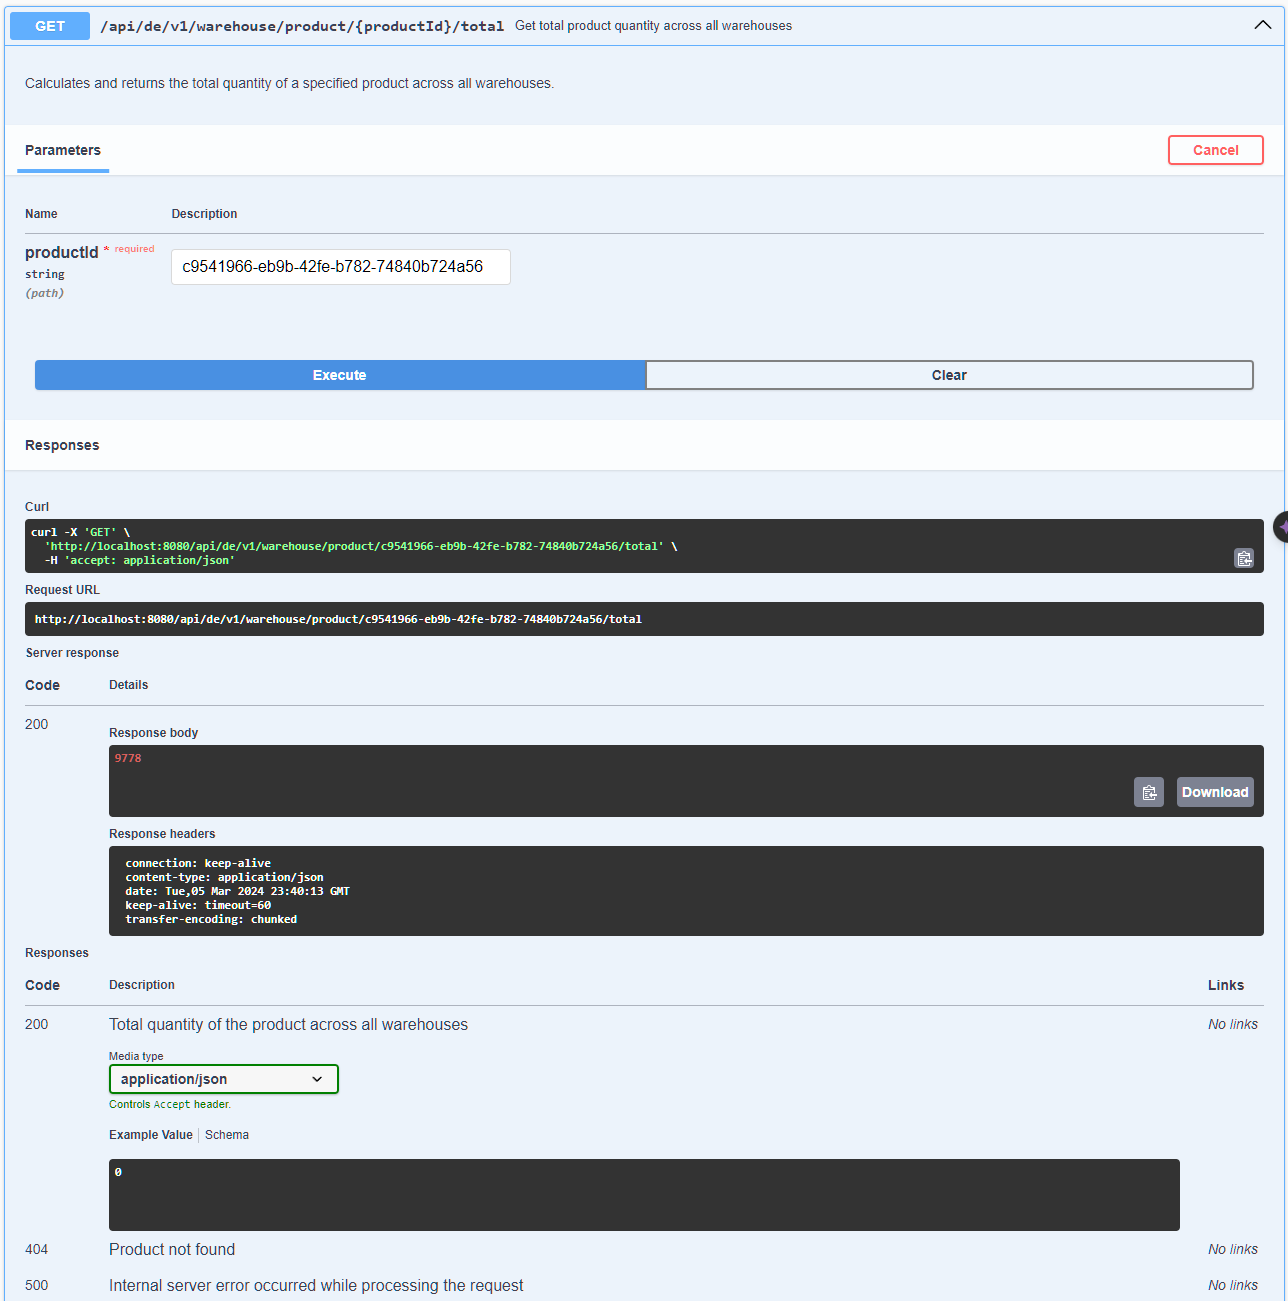 GET /api/de/v1/warehouse/product/{productId}/total Get total product quantity across all warehouses
Calculates and returns the total quantity of a specified product across all warehouses.
Parameters
Cancel
Name Description
productId * required
string
(path)
c9541966-eb9b-42fe-b782-74840b724a56
Execute Clear
Responses
Curl
curl -X 'GET' \
'http://localhost:8080/api/de/v1/warehouse/product/c9541966-eb9b-42fe-b782-74840b724a56/total' \
-H 'accept: application/json'
Request URL
http://localhost:8080/api/de/v1/warehouse/product/c9541966-eb9b-42fe-b782-74840b724a56/total
Server response
Code Details
200
Response body
9778
Download
Response headers
connection: keep-alive
content-type: application/json
date: Tue,05 Mar 2024 23:40:13 GMT
keep-alive: timeout=60
transfer-encoding: chunked
Responses
Code Description Links
200 Total quantity of the product across all warehouses No links
Media type
application/json
Controls Accept header.
Example Value Schema
0
404 Product not found No links
500 Internal server error occurred while processing the request No links